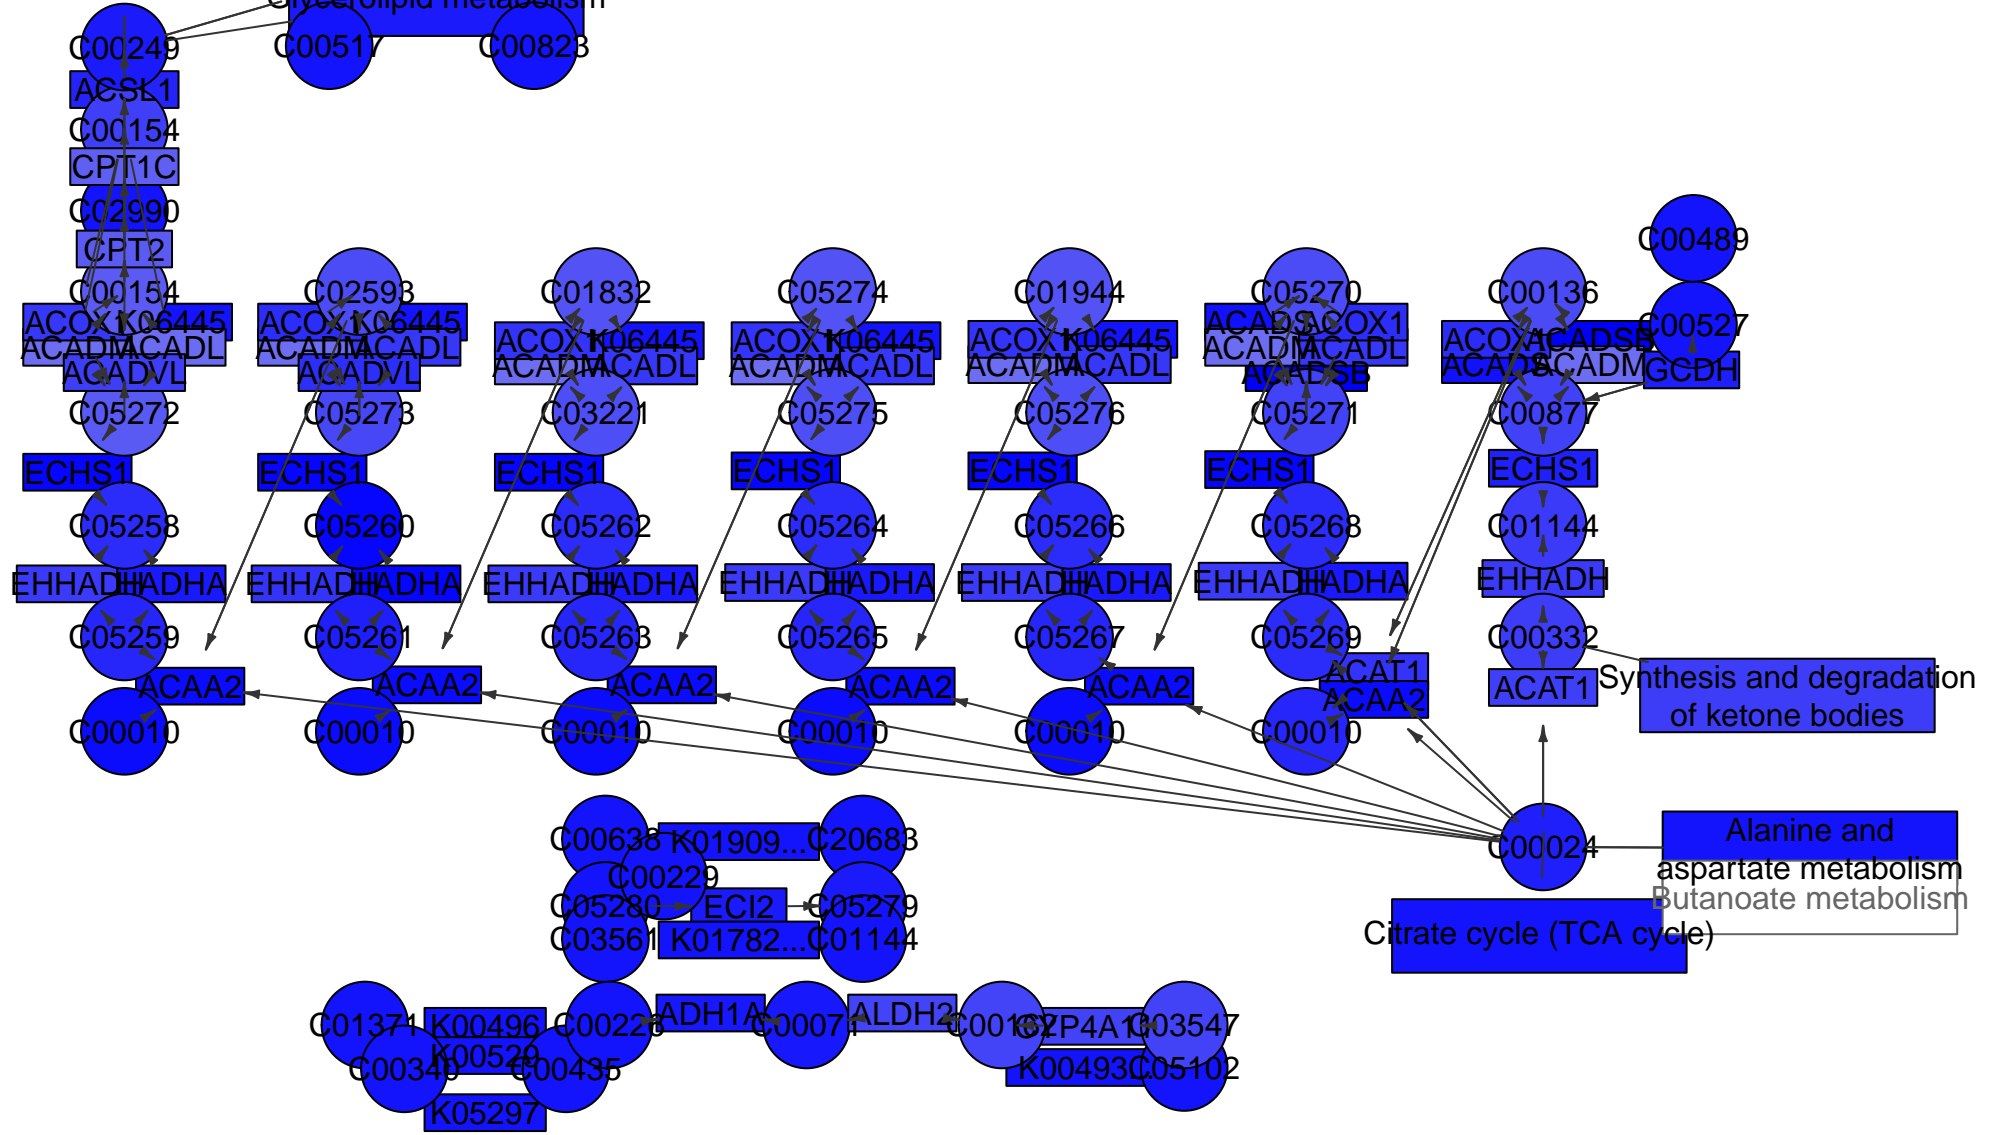 Glycerolipid metabolism
C00249
C00517
C00823
ACSL1
C00154
CPT1C
C02990
CPT2
C00489
C00154
C02593
C01832
C05274
C01944
C05270
C00136
C00527
ACOX1
K06445
ACOX1
K06445
ACOX1
K06445
ACOX1
K06445
ACOX1
K06445
ACADS
ACOX1
ACOX1
ACADSB
ACADM
ACADL
ACADM
ACADL
ACADM
ACADL
ACADM
ACADL
ACADM
ACADL
ACADM
ACADL
ACADS
ACADM
GCDH
ACADVL
ACADVL
ACADSB
C05272
C05273
C03221
C05275
C05276
C05271
C00877
ECHS1
ECHS1
ECHS1
ECHS1
ECHS1
ECHS1
ECHS1
C05258
C05260
C05262
C05264
C05266
C05268
C01144
EHHADH
HADHA
EHHADH
HADHA
EHHADH
HADHA
EHHADH
HADHA
EHHADH
HADHA
EHHADH
HADHA
EHHADH
C05259
C05261
C05263
C05265
C05267
C05269
C00332
ACAA2
ACAA2
ACAA2
ACAA2
ACAA2
ACAT1
ACAA2
ACAT1
Synthesis and degradation
of ketone bodies
C00010
C00010
C00010
C00010
C00010
C00010
C00638
K01909...
C20683
C00024
Alanine and
aspartate metabolism
Butanoate metabolism
C00229
C05280
ECI2
C05279
C03561
K01782...
C01144
Citrate cycle (TCA cycle)
C01371
K00496
C00226
ADH1A
C00071
ALDH2
C00162
CYP4A11
C03547
C00340
K00529
C00435
K00493...
C05102
K05297